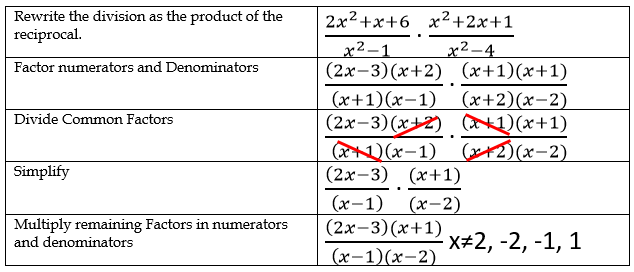 Rewrite the division as the product of the
reciprocal.
2x²+x+6 / x²−1 · x²+2x+1 / x²−4
Factor numerators and Denominators
(2x−3)(x+2) / (x+1)(x−1) · (x+1)(x+1) / (x+2)(x−2)
Divide Common Factors
(2x−3)(x+2) / (x+1)(x−1) · (x+1)(x+1) / (x+2)(x−2)
Simplify
(2x−3) / (x−1) · (x+1) / (x−2)
Multiply remaining Factors in numerators
and denominators
(2x−3)(x+1) / (x−1)(x−2) x≠2, -2, -1, 1